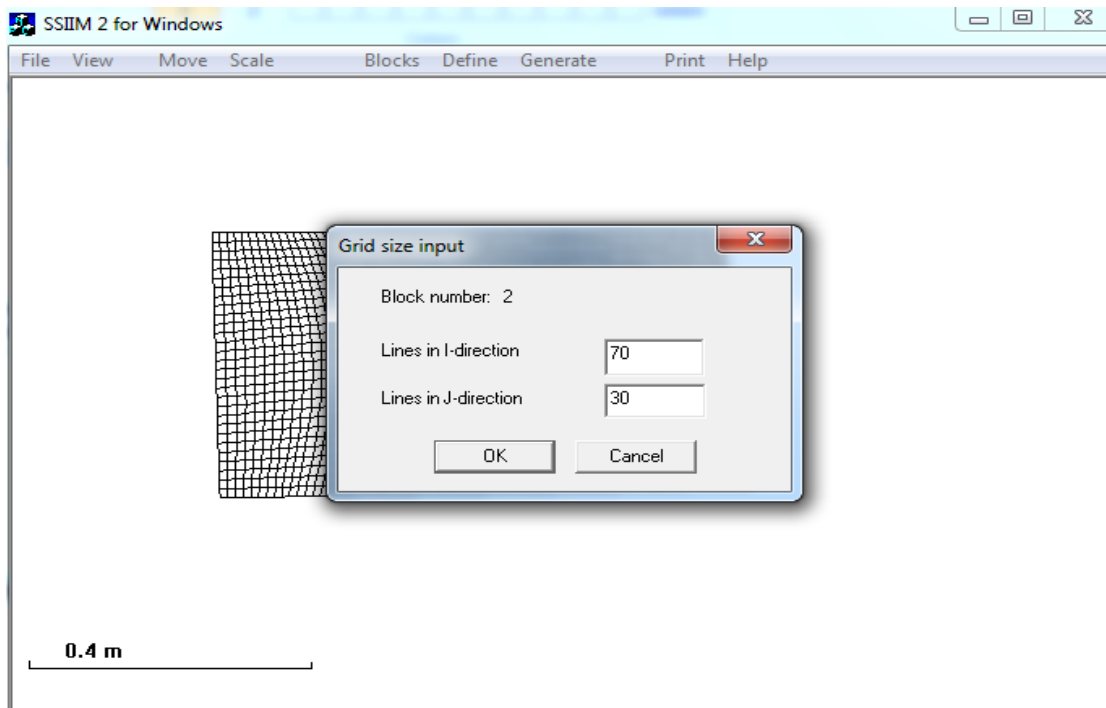 SSIIM 2 for Windows
File View Move Scale Blocks Define Generate Print Help
Grid size input
Block number: 2
Lines in I-direction 70
Lines in J-direction 30
OK Cancel
0.4 m